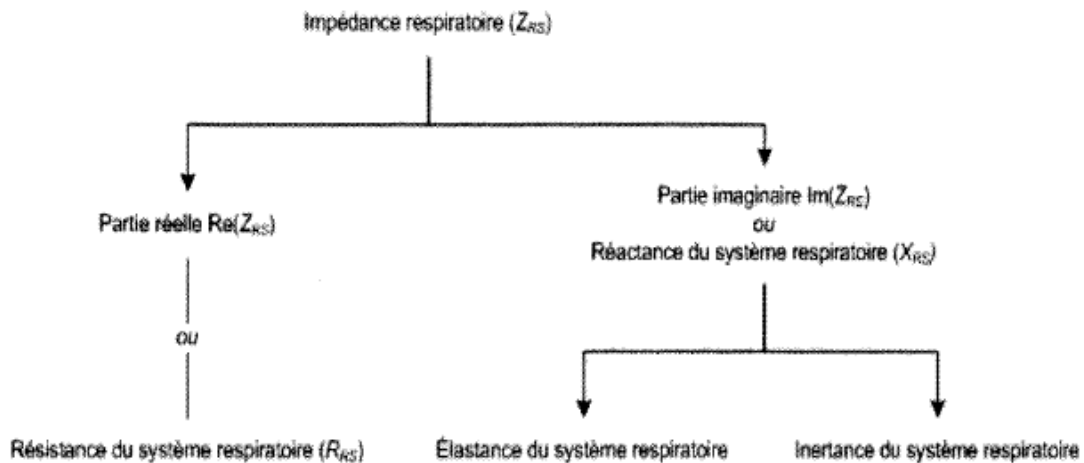 Impédance respiratoire (Z_RS)
Partie réelle Re(Z_RS)
ou
Résistance du système respiratoire (R_RS)
Partie imaginaire Im(Z_RS)
ou
Réactance du système respiratoire (X_RS)
Élastance du système respiratoire
Inertance du système respiratoire